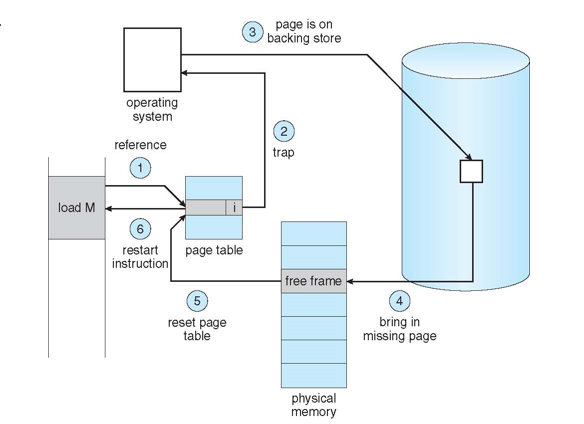 3
page is on
backing store
operating
system
2
trap
reference
1
load M
i
6
restart
instruction
page table
free frame
5
reset page
table
4
bring in
missing page
physical
memory